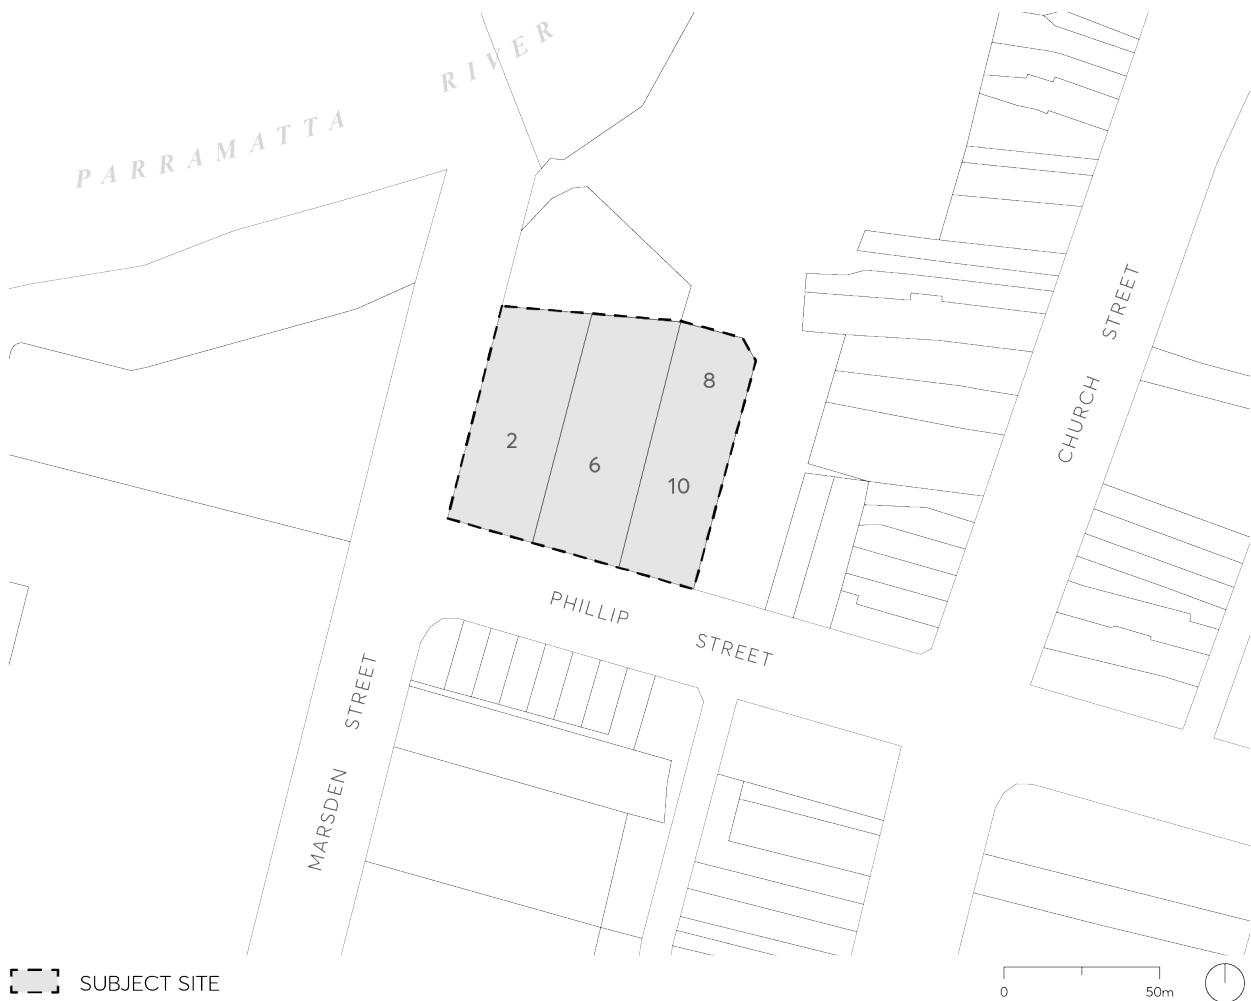 PARRAMATTA RIVER
8
2
6
10
CHURCH STREET
PHILLIP STREET
MARSDEN STREET
SUBJECT SITE
0 50m